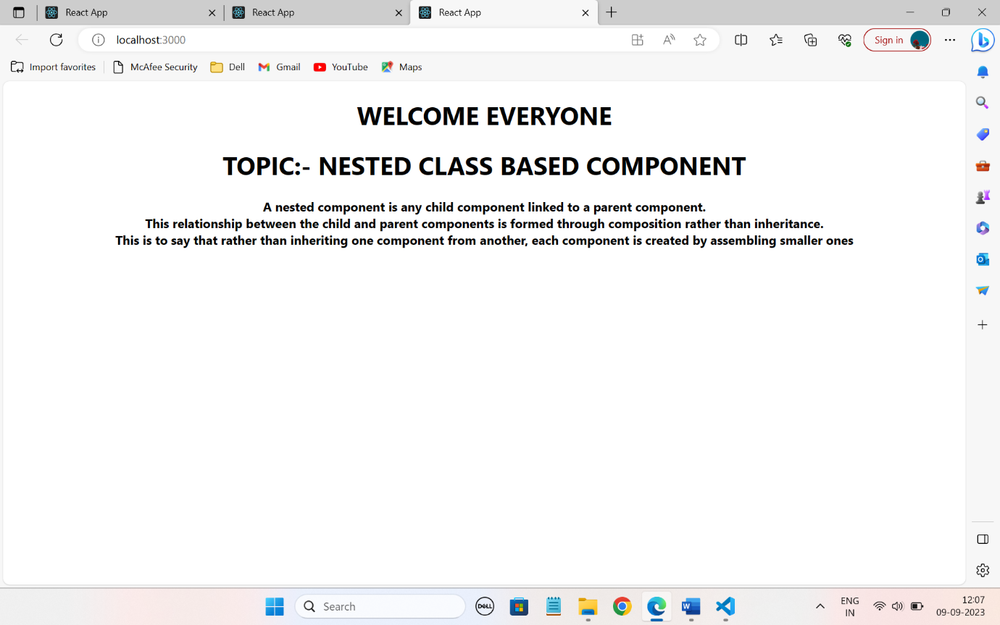 React App
React App
React App
localhost:3000
Sign in
Import favorites
McAfee Security
Dell
Gmail
YouTube
Maps
WELCOME EVERYONE
TOPIC:- NESTED CLASS BASED COMPONENT
A nested component is any child component linked to a parent component.
This relationship between the child and parent components is formed through composition rather than inheritance.
This is to say that rather than inheriting one component from another, each component is created by assembling smaller ones
Search
DELL
ENG
IN
12:07
09-09-2023